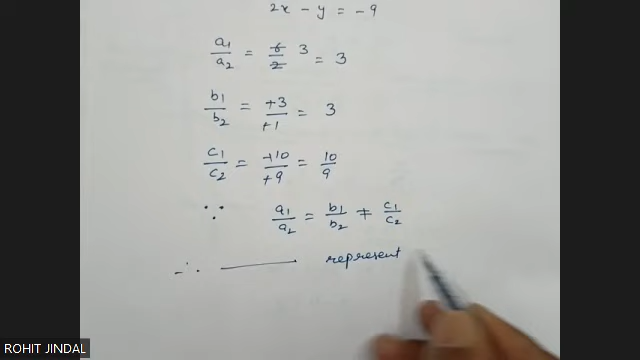 2x - y = -9
a₁/a₂ = 6/2 3 = 3
b₁/b₂ = +3/+1 = 3
c₁/c₂ = +10/+9 = 10/9
∵ a₁/a₂ = b₁/b₂ ≠ c₁/c₂
∴ ——— represent
ROHIT JINDAL